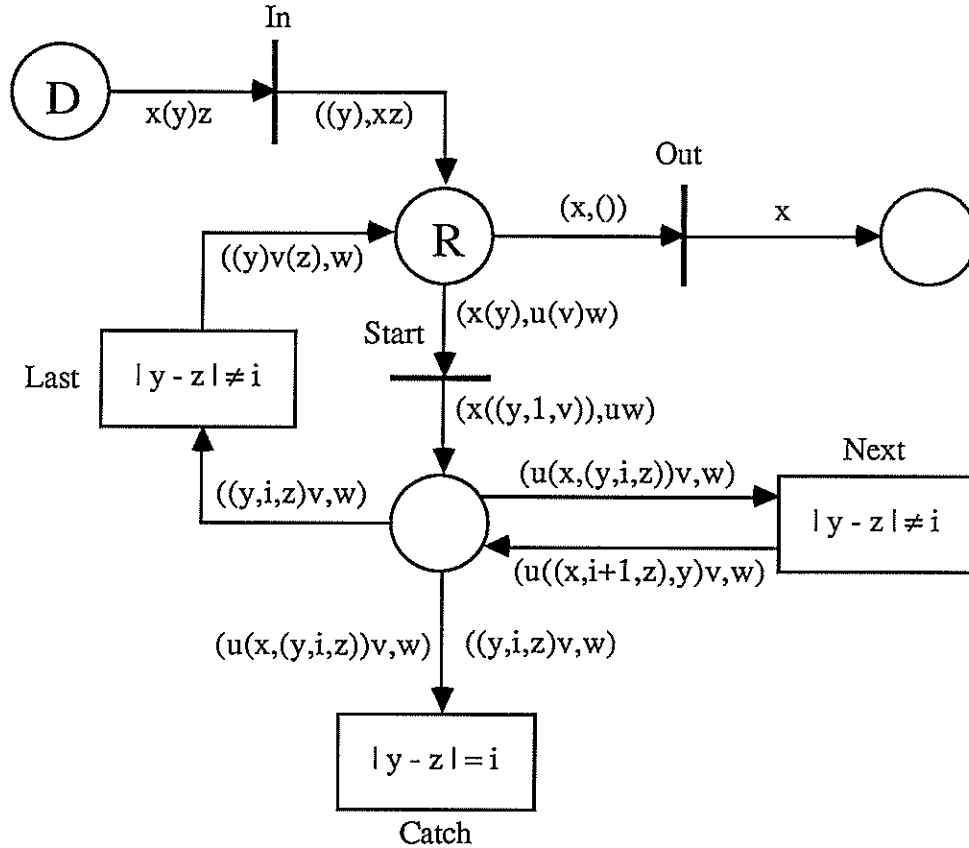 In
D
x(y)z
((y),xz)
Out
R
(x,())
x
((y)v(z),w)
(x(y),u(v)w)
Start
Last
| y - z | ≠ i
(x((y,1,v)),uw)
Next
((y,i,z)v,w)
(u(x,(y,i,z))v,w)
| y - z | ≠ i
(u((x,i+1,z),y)v,w)
(u(x,(y,i,z))v,w)
((y,i,z)v,w)
| y - z | = i
Catch